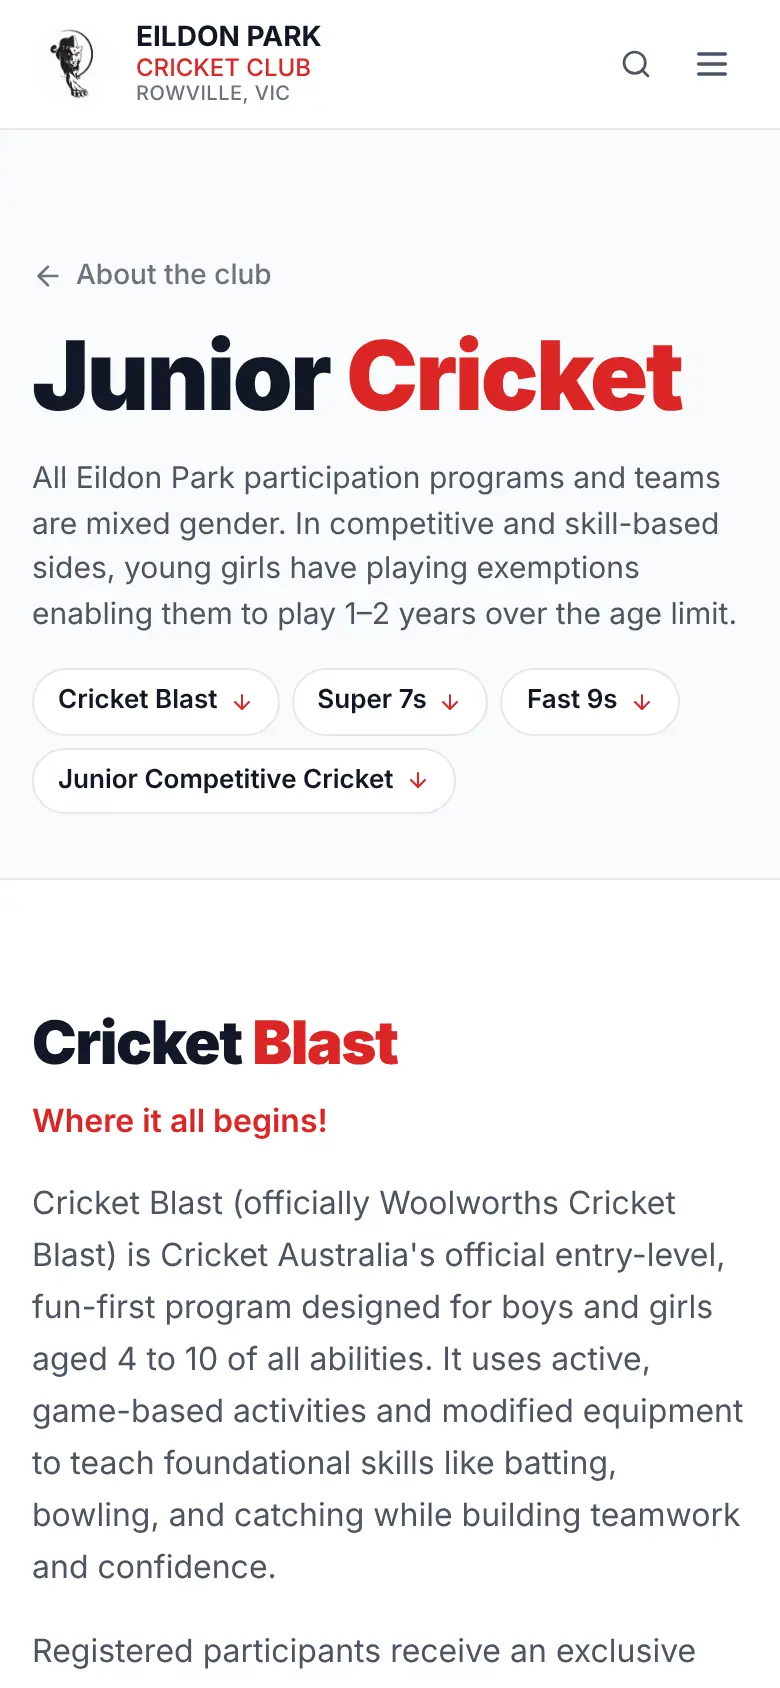 EILDON PARK
CRICKET CLUB
ROWVILLE, VIC
About the club
Junior Cricket
All Eildon Park participation programs and teams
are mixed gender. In competitive and skill-based
sides, young girls have playing exemptions
enabling them to play 1–2 years over the age limit.
Cricket Blast
Super 7s
Fast 9s
Junior Competitive Cricket
Cricket Blast
Where it all begins!
Cricket Blast (officially Woolworths Cricket
Blast) is Cricket Australia's official entry-level,
fun-first program designed for boys and girls
aged 4 to 10 of all abilities. It uses active,
game-based activities and modified equipment
to teach foundational skills like batting,
bowling, and catching while building teamwork
and confidence.
Registered participants receive an exclusive